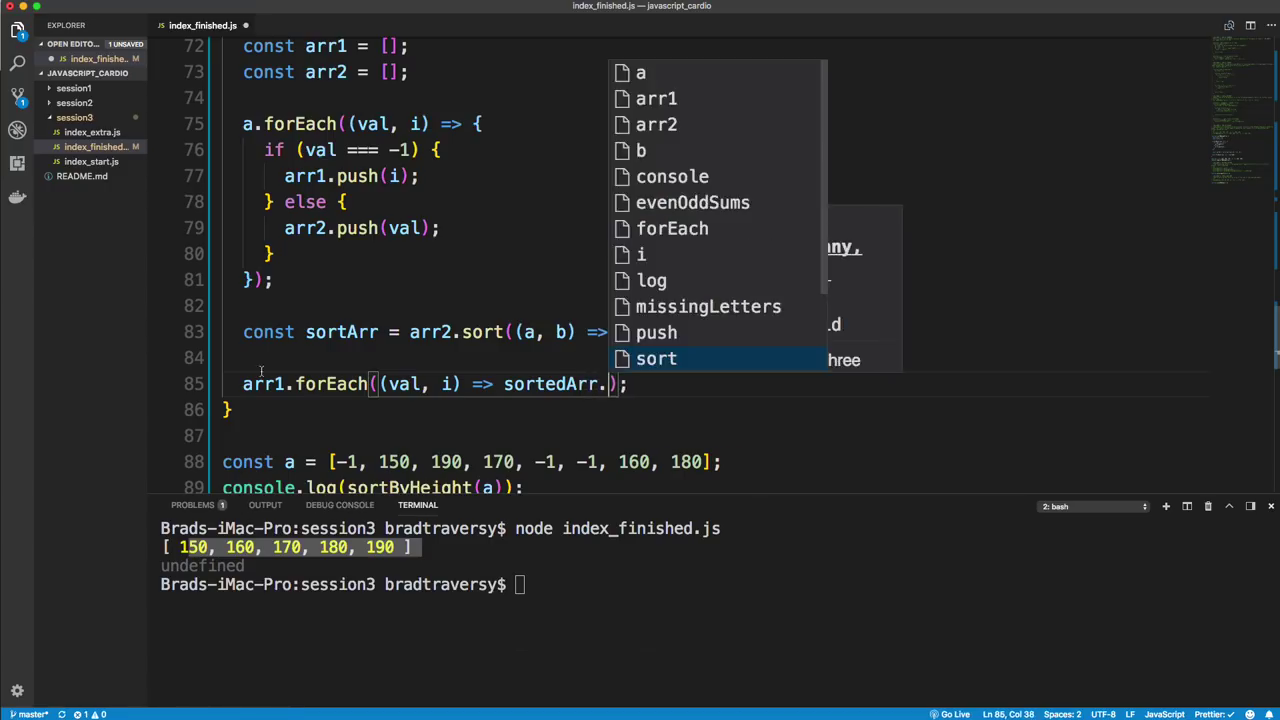 index_finished.js — javascript_cardio
EXPLORER
index_finished.js
OPEN EDITO... 1 UNSAVED
index_finishe...
JAVASCRIPT_CARDIO
session1
session2
session3
JS index_extra.js
JS index_finished... M
JS index_start.js
README.md
72 const arr1 = [];
73 const arr2 = [];
74
75 a.forEach((val, i) => {
76 if (val === -1) {
77 arr1.push(i);
78 } else {
79 arr2.push(val);
80 }
81 });
82
83 const sortArr = arr2.sort((a, b) =>
84
85 arr1.forEach((val, i) => sortedArr.);
86 }
87
88 const a = [-1, 150, 190, 170, -1, -1, 160, 180];
89 console.log(sortByHeight(a));
a
arr1
arr2
b
console
evenOddSums
forEach
i
log
missingLetters
push
sort
ny,
d
hree
PROBLEMS 1 OUTPUT DEBUG CONSOLE TERMINAL
2: bash
Brads-iMac-Pro:session3 bradtraversy$ node index_finished.js
[ 150, 160, 170, 180, 190 ]
undefined
Brads-iMac-Pro:session3 bradtraversy$
master* 1 0 Go Live Ln 85, Col 38 Spaces: 2 UTF-8 LF JavaScript Prettier: ✓